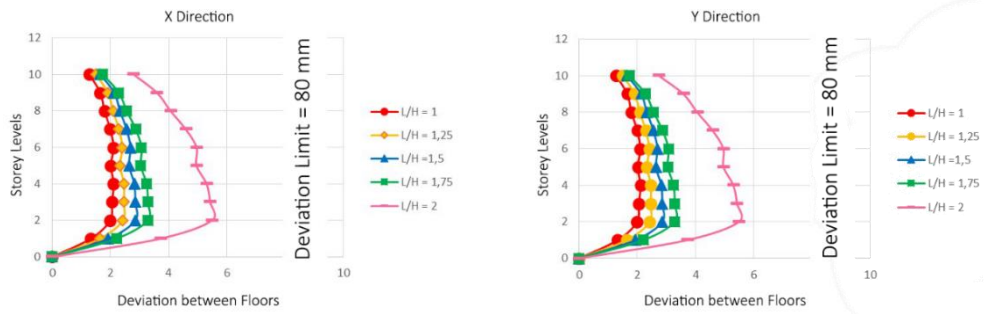 X Direction
12
10
8
6
4
2
0
Storey Levels
0 2 4 6 10
Deviation between Floors
Deviation Limit = 80 mm
L/H = 1
L/H = 1,25
L/H =1,5
L/H = 1,75
L/H = 2
Y Direction
12
10
8
6
4
2
0
Storey Levels
0 2 4 6 10
Deviation between Floors
Deviation Limit = 80 mm
L/H = 1
L/H = 1,25
L/H =1,5
L/H = 1,75
L/H = 2